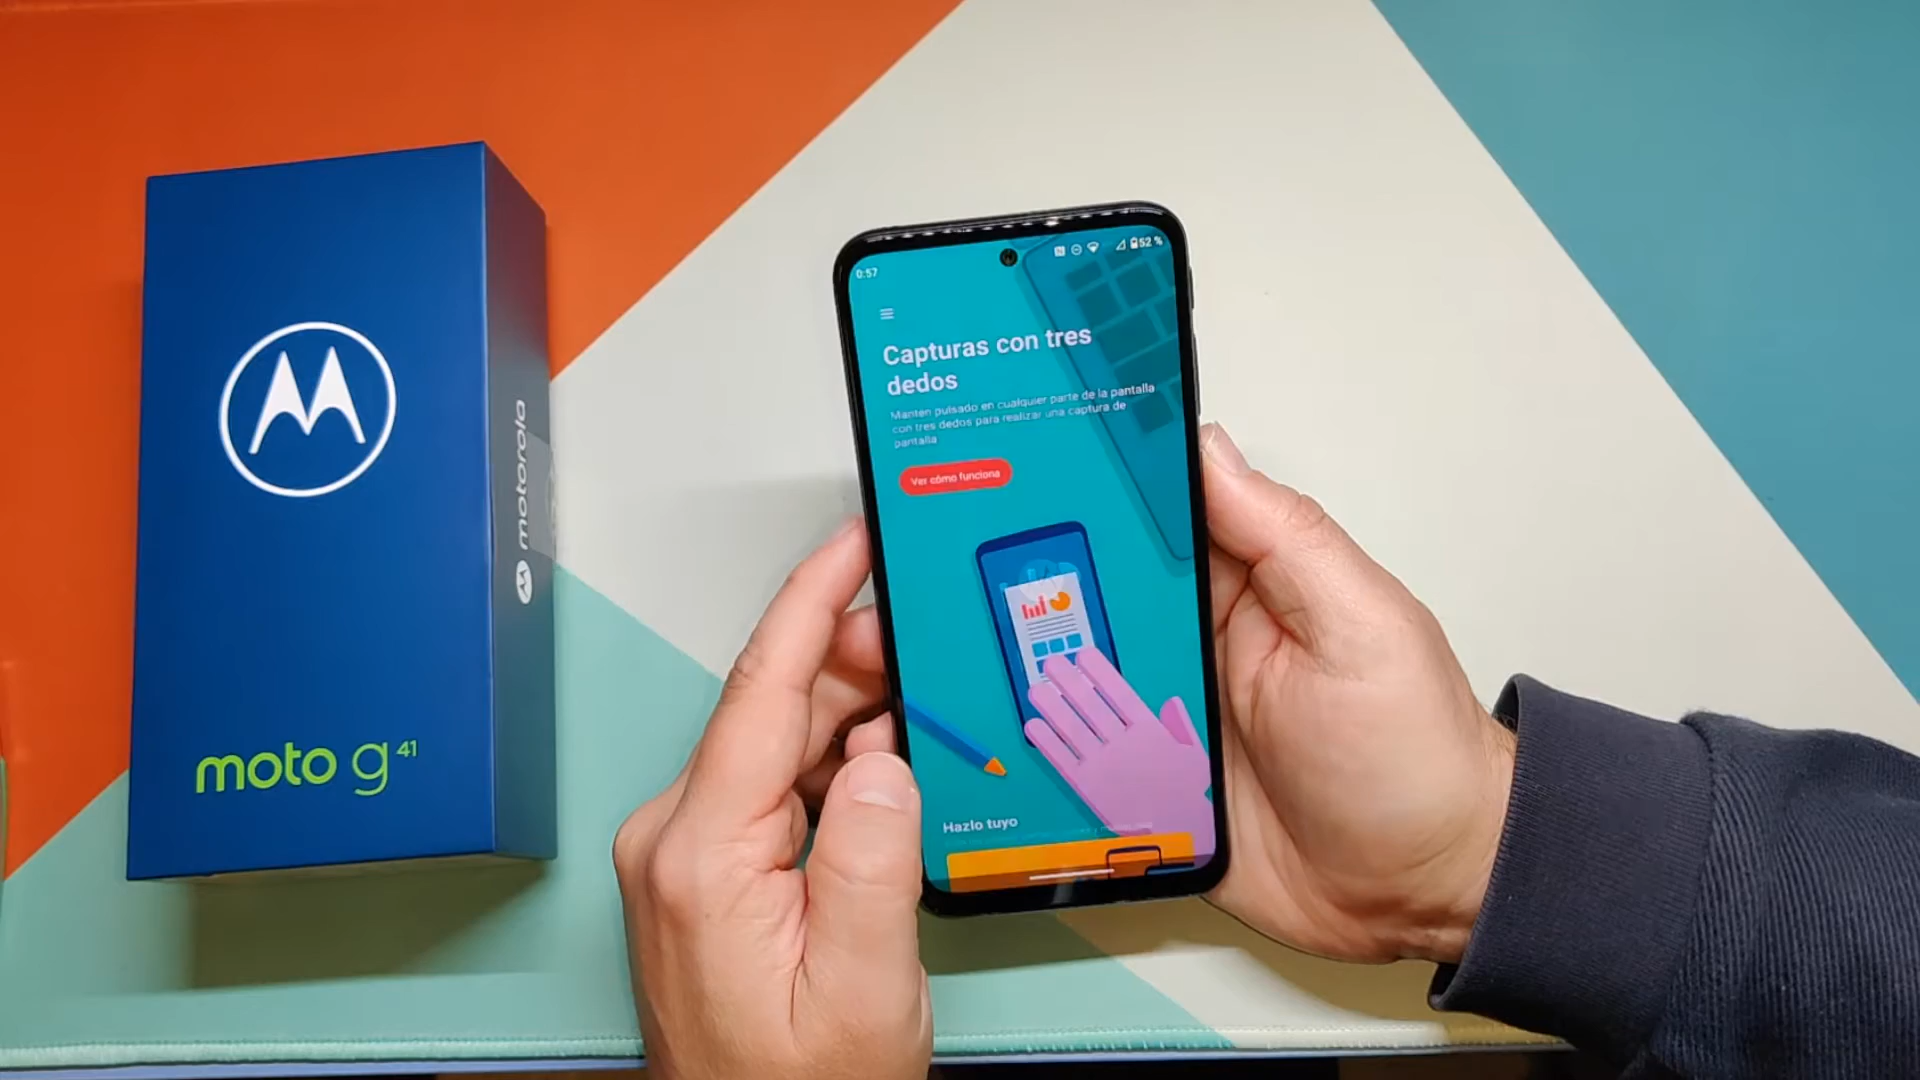 motorola
moto g41
0:57
52 %
Capturas con tres
dedos
Manten pulsado en cualquier parte de la pantalla
con tres dedos para realizar una captura de
pantalla
Ver cómo funciona
Hazlo tuyo